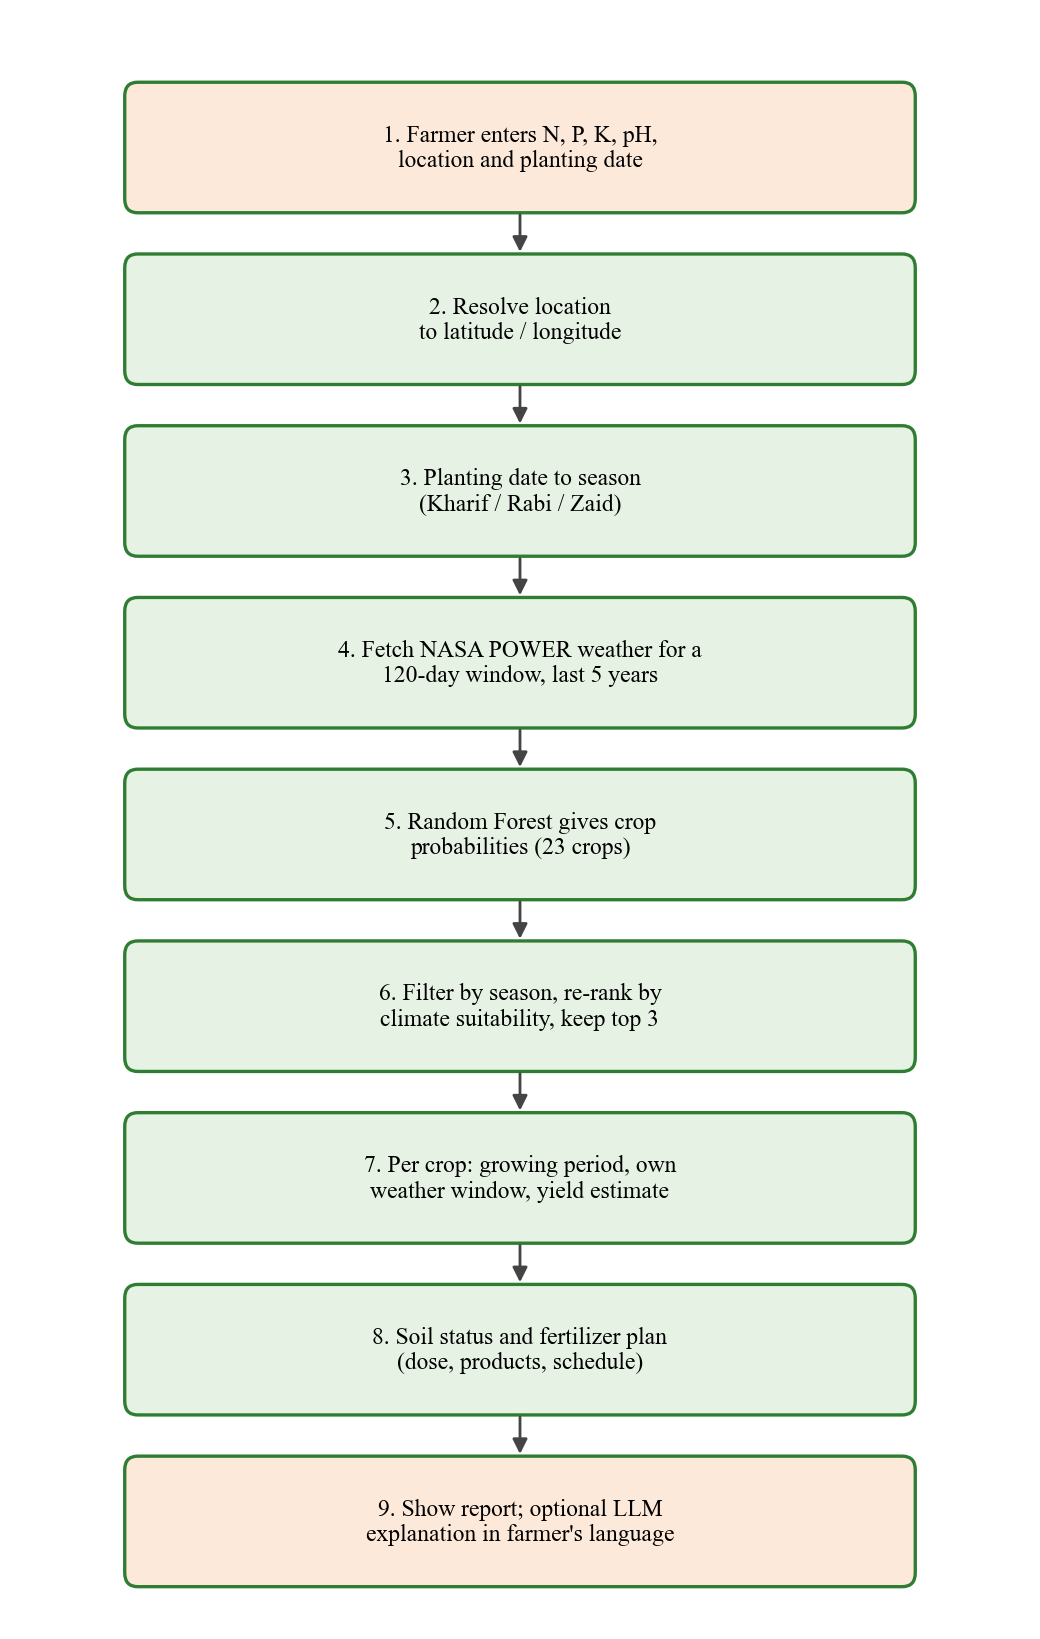 1. Farmer enters N, P, K, pH,
location and planting date
2. Resolve location
to latitude / longitude
3. Planting date to season
(Kharif / Rabi / Zaid)
4. Fetch NASA POWER weather for a
120-day window, last 5 years
5. Random Forest gives crop
probabilities (23 crops)
6. Filter by season, re-rank by
climate suitability, keep top 3
7. Per crop: growing period, own
weather window, yield estimate
8. Soil status and fertilizer plan
(dose, products, schedule)
9. Show report; optional LLM
explanation in farmer's language